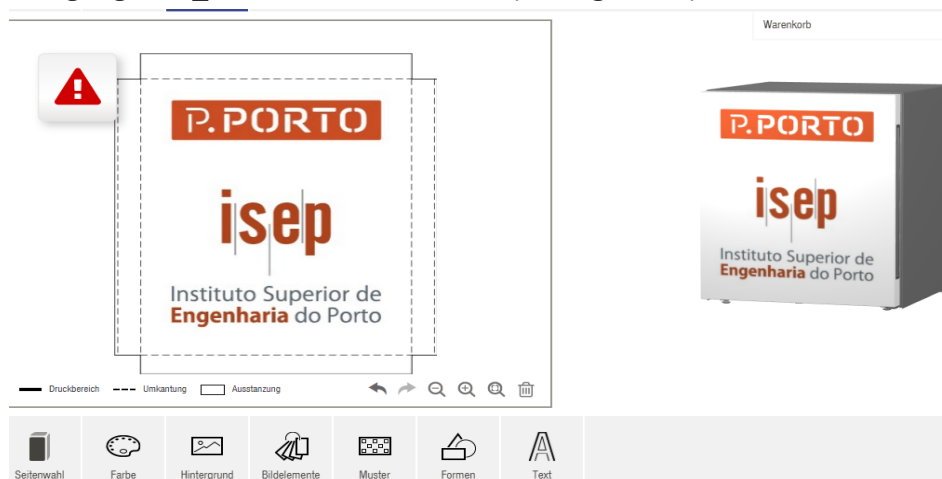 Warenkorb
P.PORTO
isep
Instituto Superior de
Engenharia do Porto
P.PORTO
isep
Instituto Superior de
Engenharia do Porto
Druckbereich
Umkantung
Ausstanzung
Seitenwahl
Farbe
Hintergrund
Bildelemente
Muster
Formen
Text